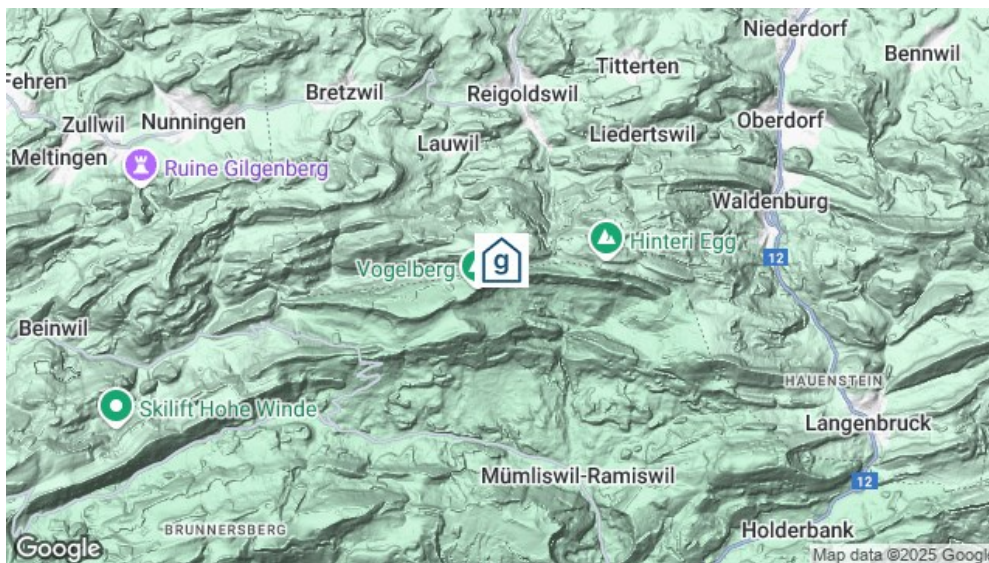 Niederdorf
Bennwil
Titterten
Fehren
Bretzwil
Reigoldswil
Zullwil
Nunningen
Oberdorf
Lauwil
Liedertswil
Meltingen
Ruine Gilgenberg
Waldenburg
Hinteri Egg
12
Vogelberg
g
Beinwil
HAUENSTEIN
Skilift Hohe Winde
Langenbruck
Mümliswil-Ramiswil
12
BRUNNERSBERG
Holderbank
Google
Map data ©2025 Google